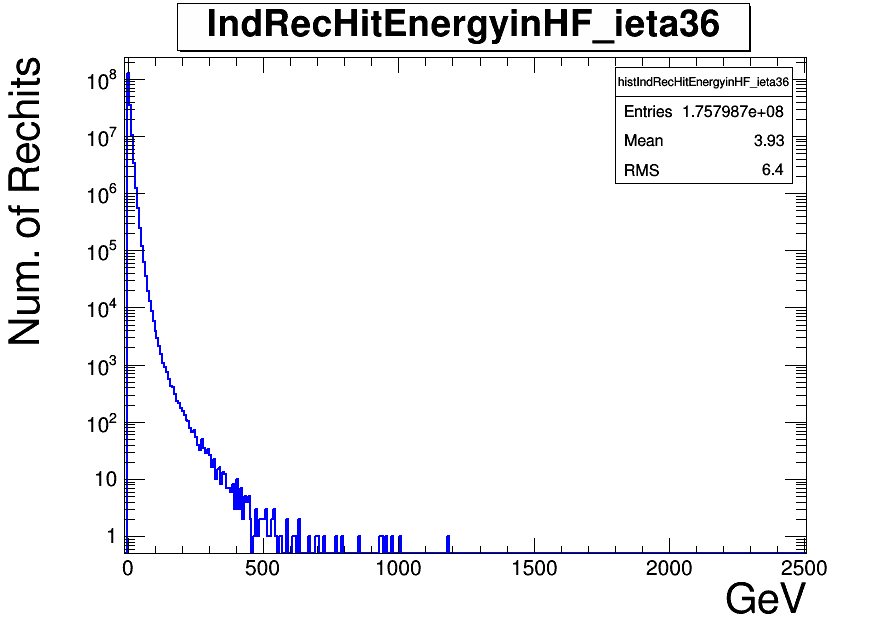 IndRecHitEnergyinHF_ieta36
histIndRecHitEnergyinHF_ieta36
Entries 1.757987e+08
Mean 3.93
RMS 6.4
Num. of Rechits
10^8
10^7
10^6
10^5
10^4
10^3
10^2
10
1
0 500 1000 1500 2000 2500
GeV